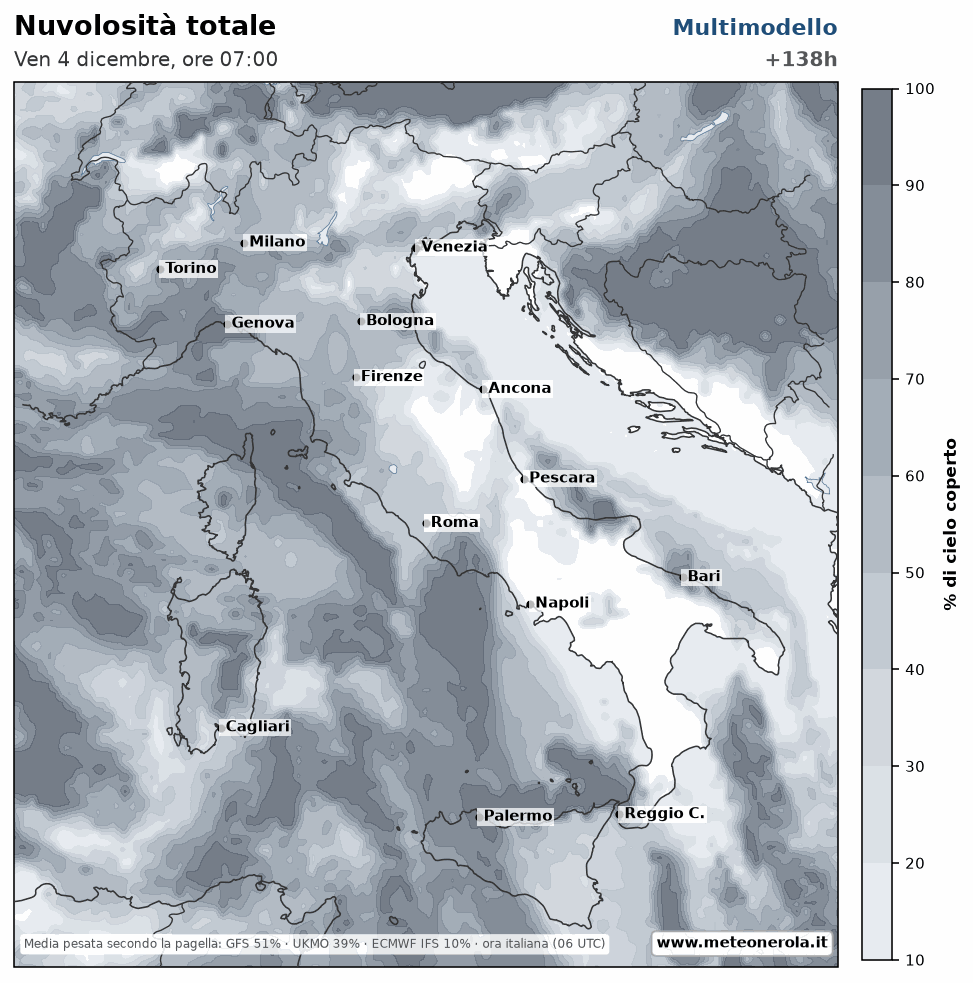 Nuvolosità totale
Multimodello
Ven 4 dicembre, ore 07:00
+138h
100
90
80
70
60
50
40
30
20
10
% di cielo coperto
Milano
Venezia
Torino
Genova
Bologna
Firenze
Ancona
Pescara
Roma
Bari
Napoli
Cagliari
Palermo
Reggio C.
Media pesata secondo la pagella: GFS 51% · UKMO 39% · ECMWF IFS 10% · ora italiana (06 UTC)
www.meteonerola.it